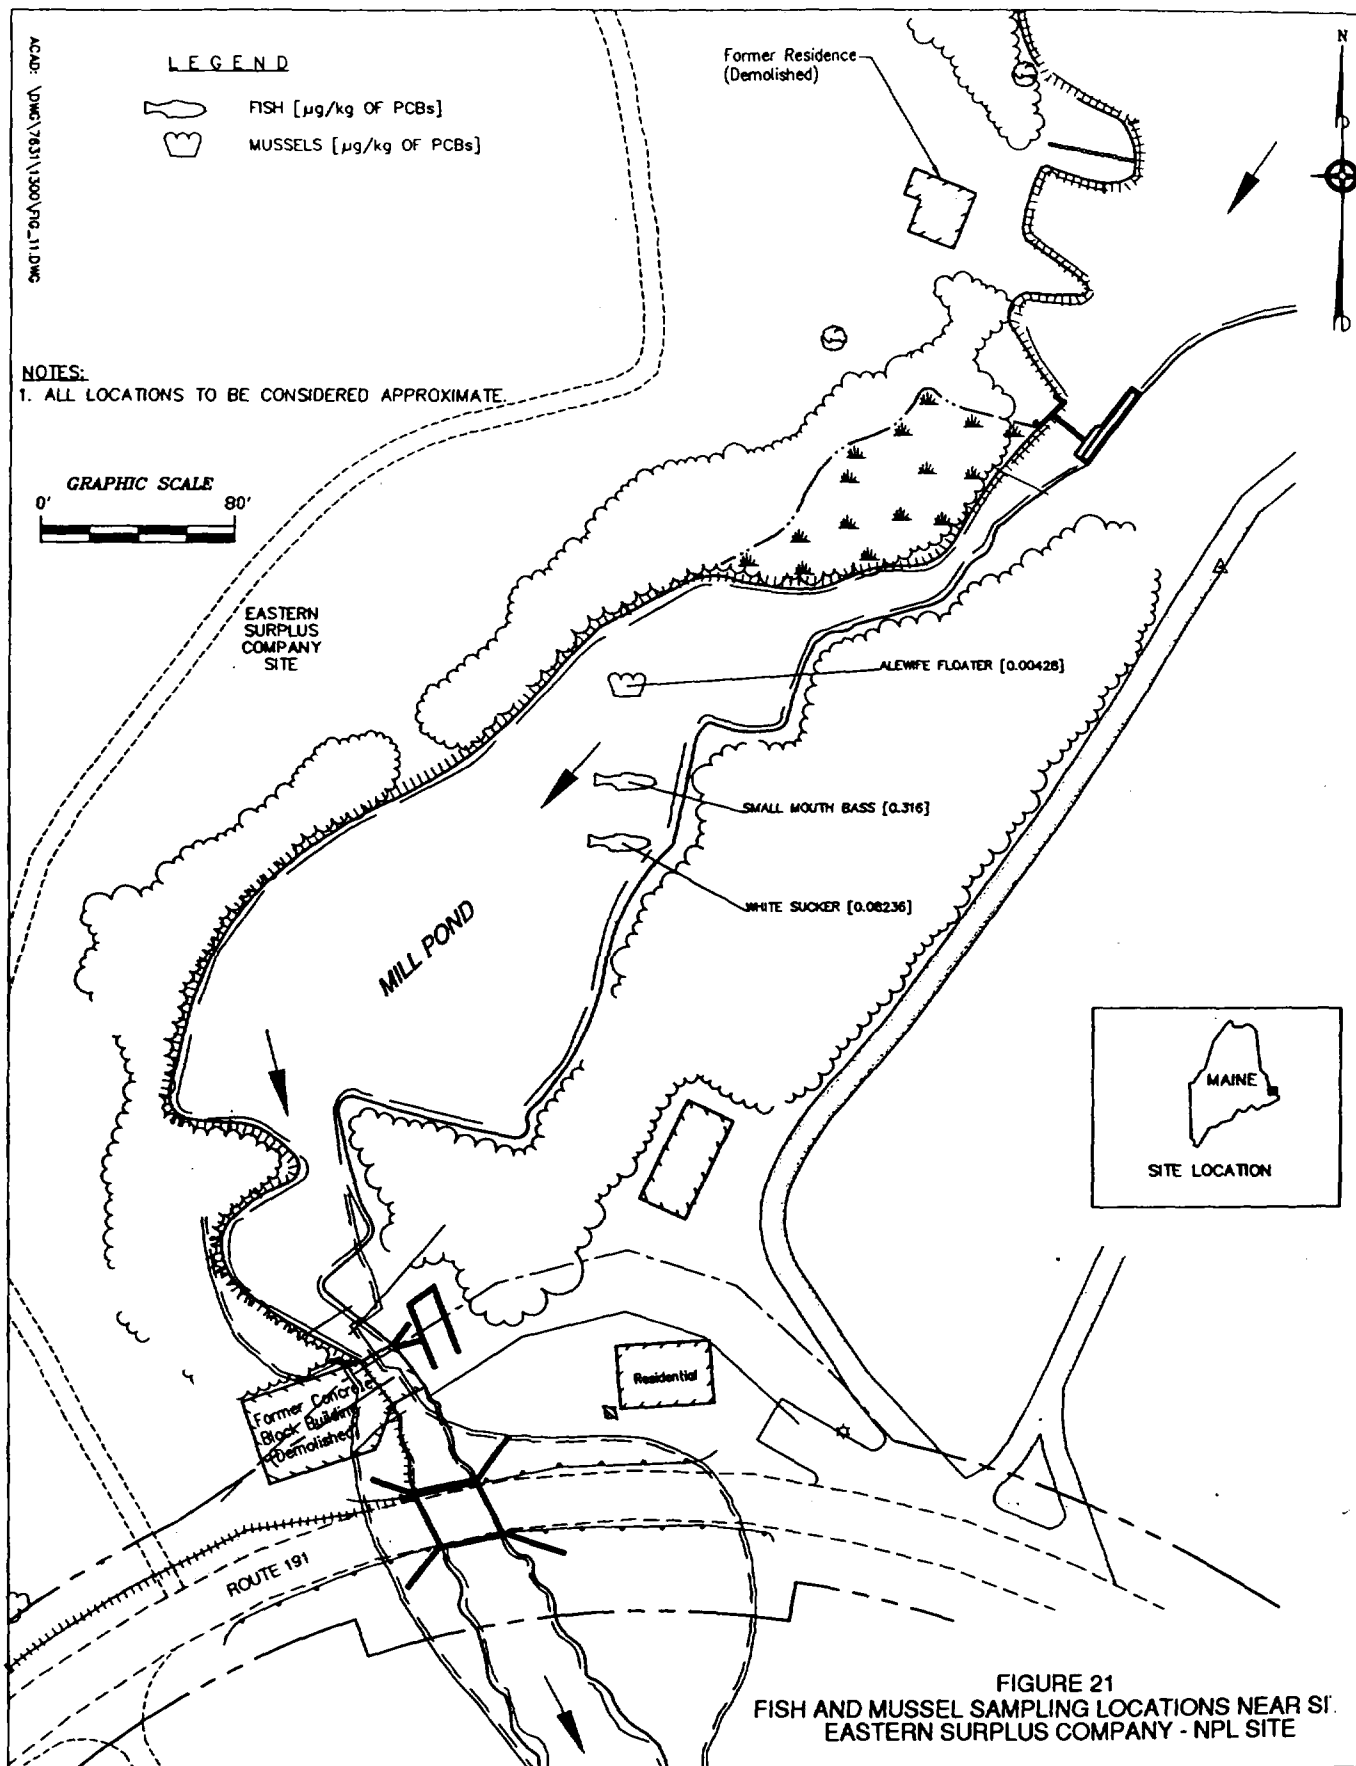 ACAD: \DWG\7631\1300\FIG_11.DWG
LEGEND
FISH [µg/kg OF PCBs]
MUSSELS [µg/kg OF PCBs]
Former Residence
(Demolished)
N
NOTES:
1. ALL LOCATIONS TO BE CONSIDERED APPROXIMATE.
GRAPHIC SCALE
0' 80'
EASTERN
SURPLUS
COMPANY
SITE
ALEWIFE FLOATER [0.00428]
SMALL MOUTH BASS [0.316]
WHITE SUCKER [0.08236]
MILL POND
MAINE
SITE LOCATION
Residential
Former Concrete
Block Building
(Demolished)
ROUTE 191
FIGURE 21
FISH AND MUSSEL SAMPLING LOCATIONS NEAR SI
EASTERN SURPLUS COMPANY - NPL SITE